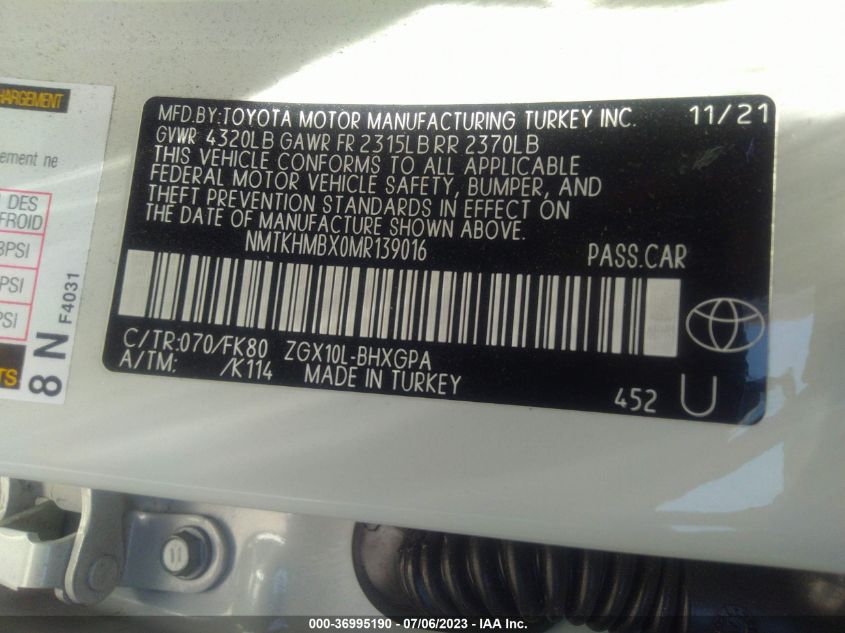 HARGEMENT
ement ne
DES
FROID
PSI
PSI
PSI
TS
8 N
F4031
MFD.BY:TOYOTA MOTOR MANUFACTURING TURKEY INC. 11/21
GVWR 4320LB GAWR FR 2315LB RR 2370LB
THIS VEHICLE CONFORMS TO ALL APPLICABLE
FEDERAL MOTOR VEHICLE SAFETY, BUMPER, AND
THEFT PREVENTION STANDARDS IN EFFECT ON
THE DATE OF MANUFACTURE SHOWN ABOVE.
NMTKHMBX0MR139016 PASS.CAR
C/TR:070/FK80 ZGX10L-BHXGPA
A/TM: /K114 MADE IN TURKEY
452 U
000-36995190 / 07/06/2023 - IAA Inc.